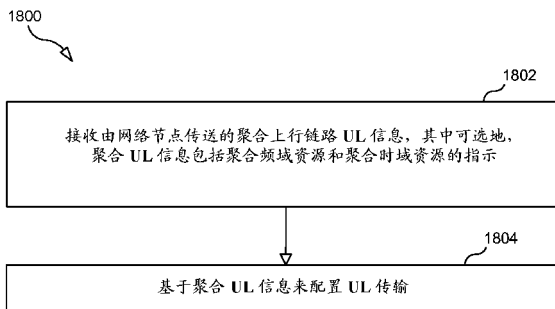 1800
1802
接收由网络节点传送的聚合上行链路 UL 信息，其中可选地，
聚合 UL 信息包括聚合频域资源和聚合时域资源的指示
1804
基于聚合 UL 信息来配置 UL 传输